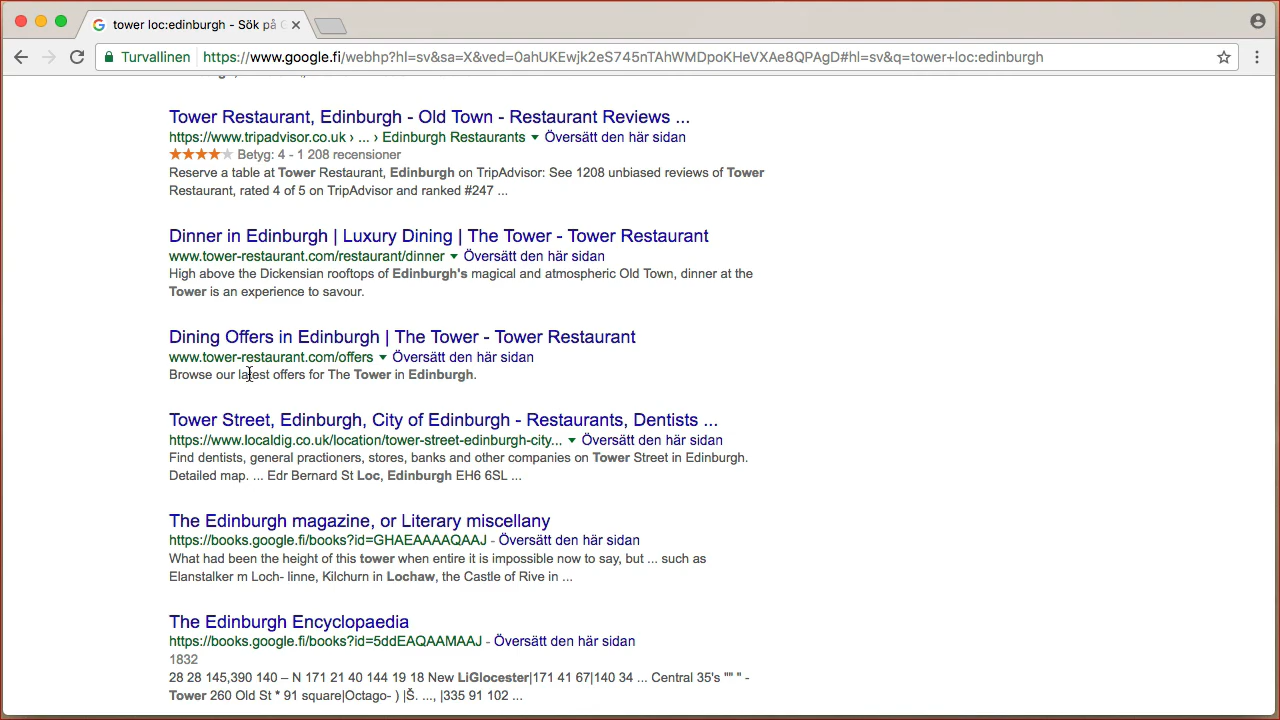 tower loc:edinburgh - Sök på G
Turvallinen https://www.google.fi/webhp?hl=sv&sa=X&ved=0ahUKEwjk2eS745nTAhWMDpoKHeVXAe8QPAgD#hl=sv&q=tower+loc:edinburgh
Tower Restaurant, Edinburgh - Old Town - Restaurant Reviews ...
https://www.tripadvisor.co.uk › ... › Edinburgh Restaurants ▼ Översätt den här sidan
★★★★★ Betyg: 4 - 1 208 recensioner
Reserve a table at Tower Restaurant, Edinburgh on TripAdvisor: See 1208 unbiased reviews of Tower
Restaurant, rated 4 of 5 on TripAdvisor and ranked #247 ...
Dinner in Edinburgh | Luxury Dining | The Tower - Tower Restaurant
www.tower-restaurant.com/restaurant/dinner ▼ Översätt den här sidan
High above the Dickensian rooftops of Edinburgh's magical and atmospheric Old Town, dinner at the
Tower is an experience to savour.
Dining Offers in Edinburgh | The Tower - Tower Restaurant
www.tower-restaurant.com/offers ▼ Översätt den här sidan
Browse our latest offers for The Tower in Edinburgh.
Tower Street, Edinburgh, City of Edinburgh - Restaurants, Dentists ...
https://www.localdig.co.uk/location/tower-street-edinburgh-city... ▼ Översätt den här sidan
Find dentists, general practioners, stores, banks and other companies on Tower Street in Edinburgh.
Detailed map. ... Edr Bernard St Loc, Edinburgh EH6 6SL ...
The Edinburgh magazine, or Literary miscellany
https://books.google.fi/books?id=GHAEAAAAQAAJ - Översätt den här sidan
What had been the height of this tower when entire it is impossible now to say, but ... such as
Elanstalker m Loch- linne, Kilchurn in Lochaw, the Castle of Rive in ...
The Edinburgh Encyclopaedia
https://books.google.fi/books?id=5ddEAQAAMAAJ - Översätt den här sidan
1832
28 28 145,390 140 – N 171 21 40 144 19 18 New LiGlocester|171 41 67|140 34 ... Central 35's "" " -
Tower 260 Old St * 91 square|Octago- ) |Š. ..., |335 91 102 ...